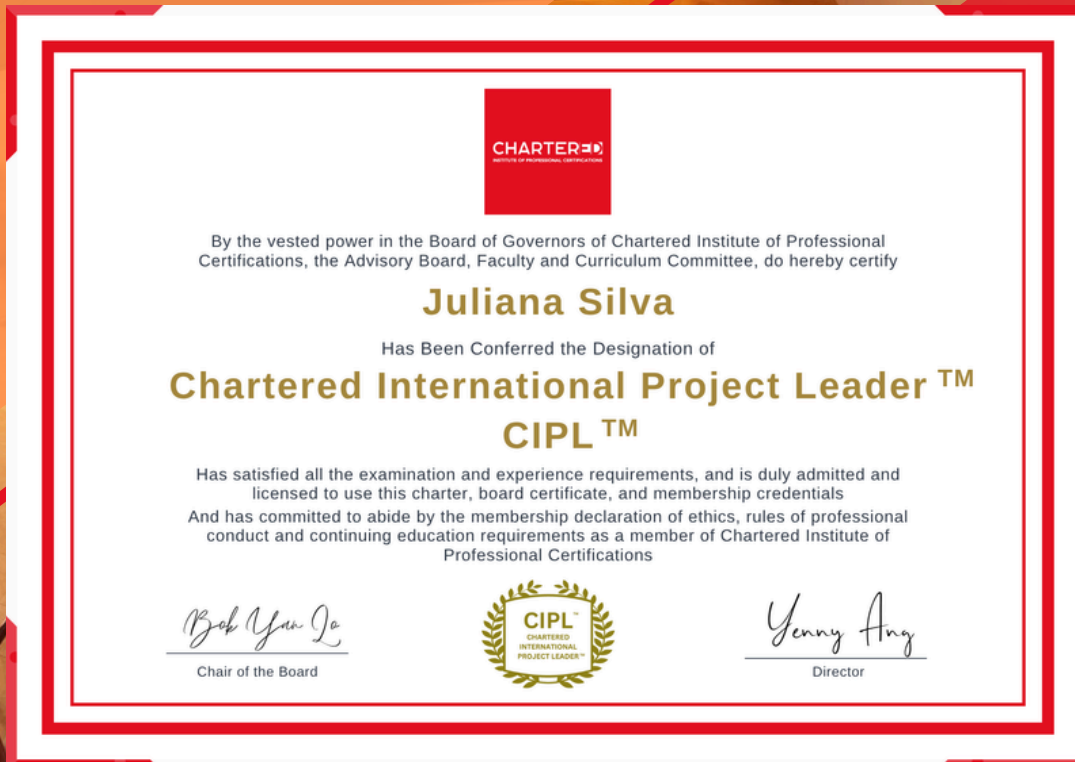 CHARTERED
INSTITUTE OF PROFESSIONAL CERTIFICATIONS
By the vested power in the Board of Governors of Chartered Institute of Professional
Certifications, the Advisory Board, Faculty and Curriculum Committee, do hereby certify
Juliana Silva
Has Been Conferred the Designation of
Chartered International Project Leader™
CIPL™
Has satisfied all the examination and experience requirements, and is duly admitted and
licensed to use this charter, board certificate, and membership credentials
And has committed to abide by the membership declaration of ethics, rules of professional
conduct and continuing education requirements as a member of Chartered Institute of
Professional Certifications
Yenny Ang
Chair of the Board
CIPL™
CHARTERED
INTERNATIONAL
PROJECT LEADER™
Director